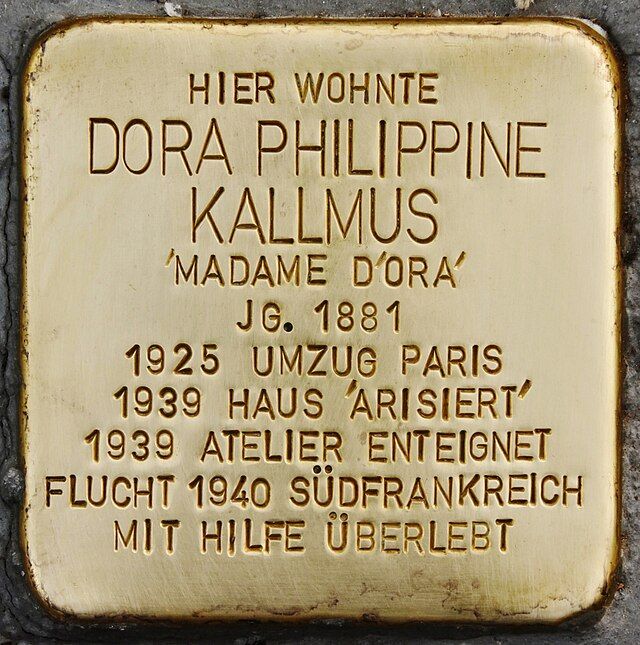 HIER WOHNTE
DORA PHILIPPINE
KALLMUS
'MADAME D'ORA'
JG. 1881
1925 UMZUG PARIS
1939 HAUS 'ARISIERT'
1939 ATELIER ENTEIGNET
FLUCHT 1940 SÜDFRANKREICH
MIT HILFE ÜBERLEBT